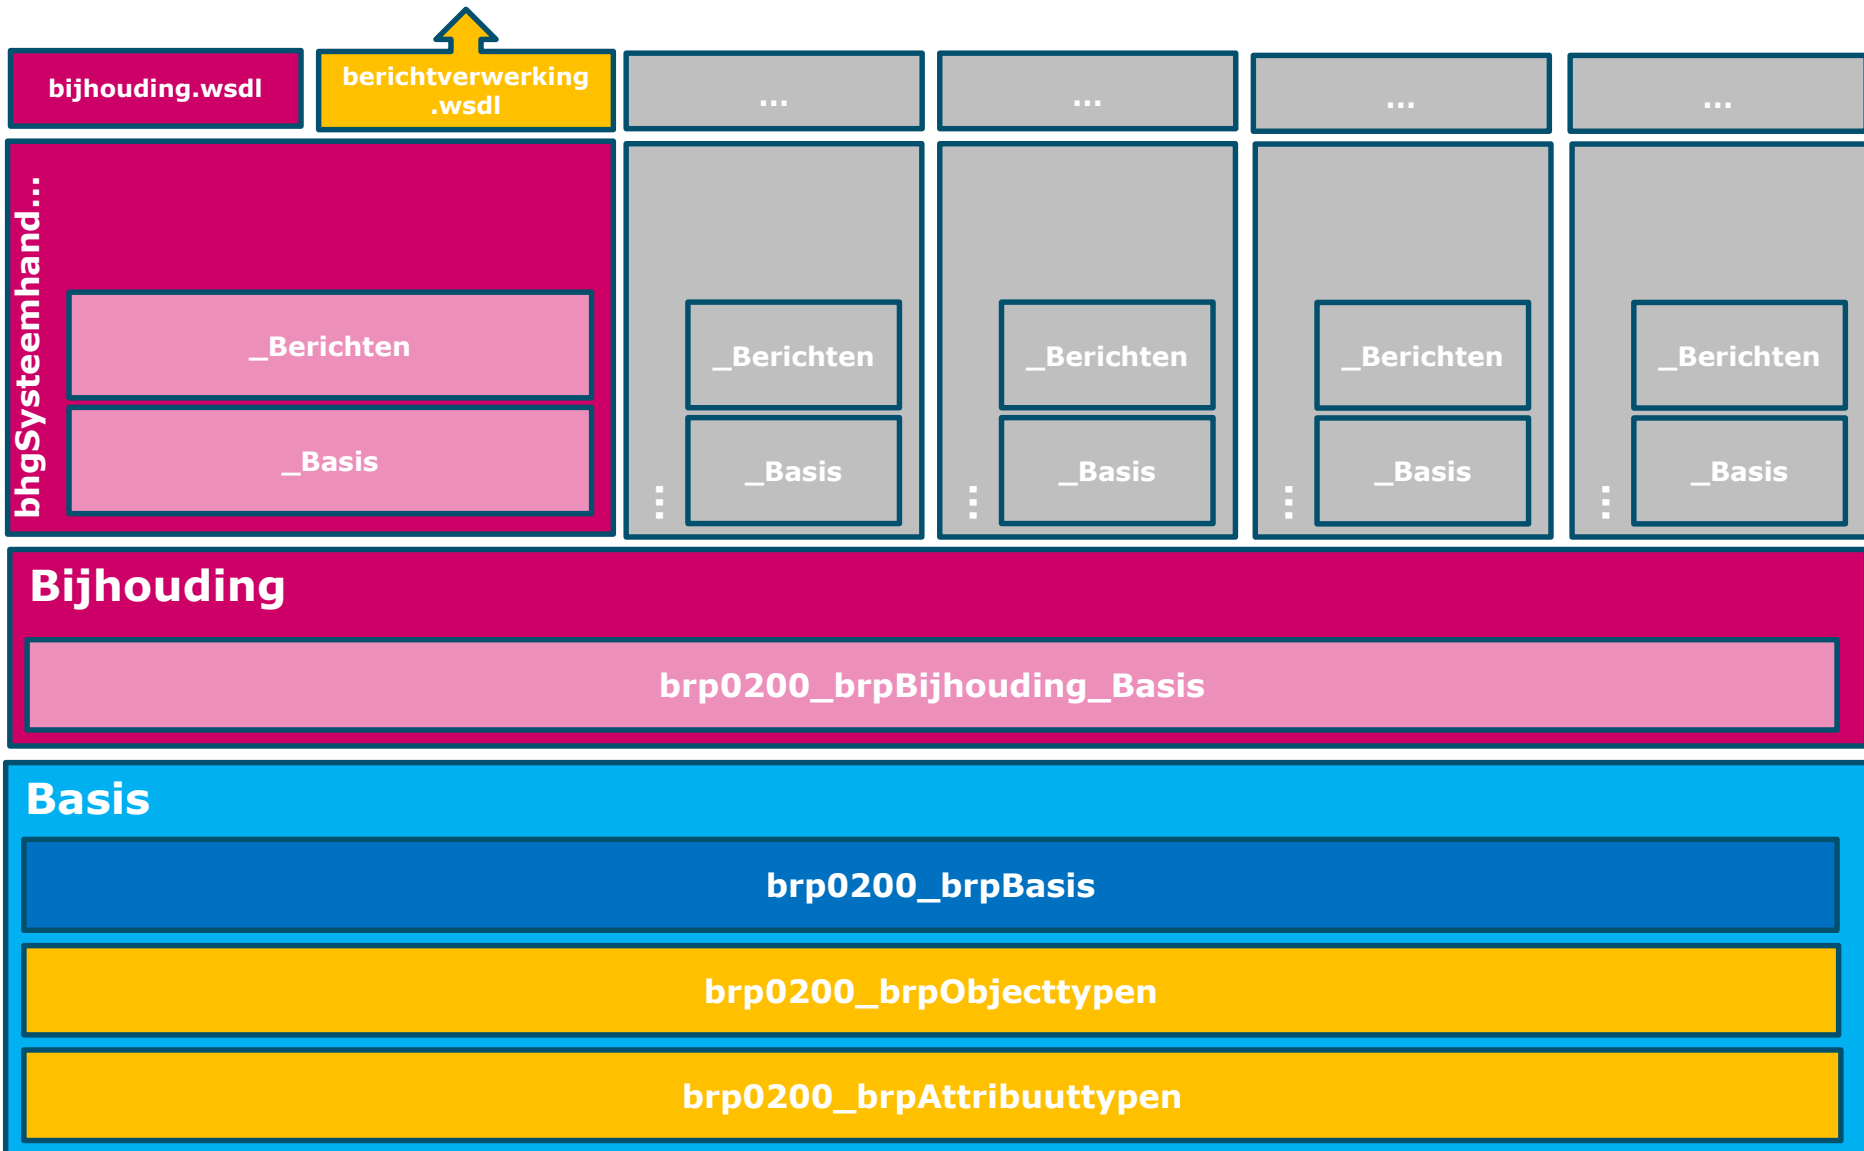 bijhouding.wsdl
berichtverwerking
.wsdl
...
...
...
...
bhgSysteemhand...
_Berichten
_Basis
...
_Berichten
_Basis
...
_Berichten
_Basis
...
_Berichten
_Basis
...
_Berichten
_Basis
Bijhouding
brp0200_brpBijhouding_Basis
Basis
brp0200_brpBasis
brp0200_brpObjecttypen
brp0200_brpAttribuuttypen